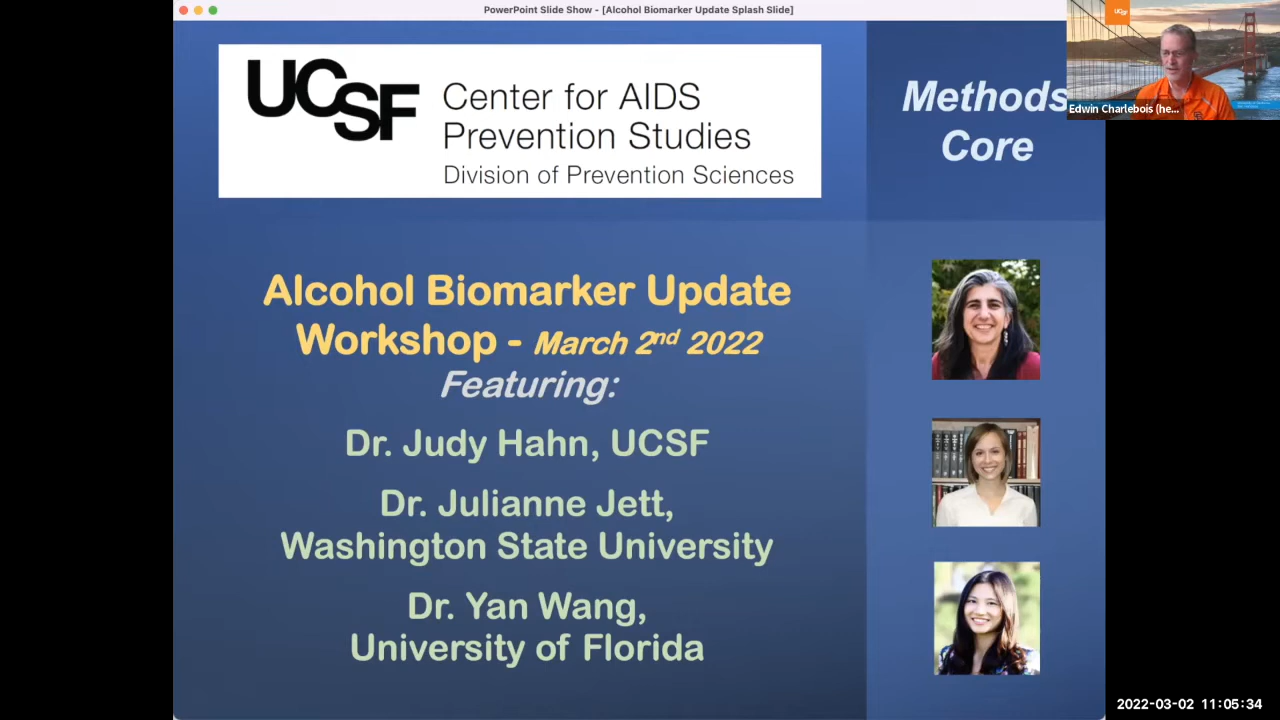 PowerPoint Slide Show - [Alcohol Biomarker Update Splash Slide]
UCSF
Center for AIDS
Prevention Studies
Division of Prevention Sciences
Methods
Core
UCSF
Edwin Charlebois (he...
Alcohol Biomarker Update
Workshop - March 2nd 2022
Featuring:
Dr. Judy Hahn, UCSF
Dr. Julianne Jett,
Washington State University
Dr. Yan Wang,
University of Florida
2022-03-02 11:05:34